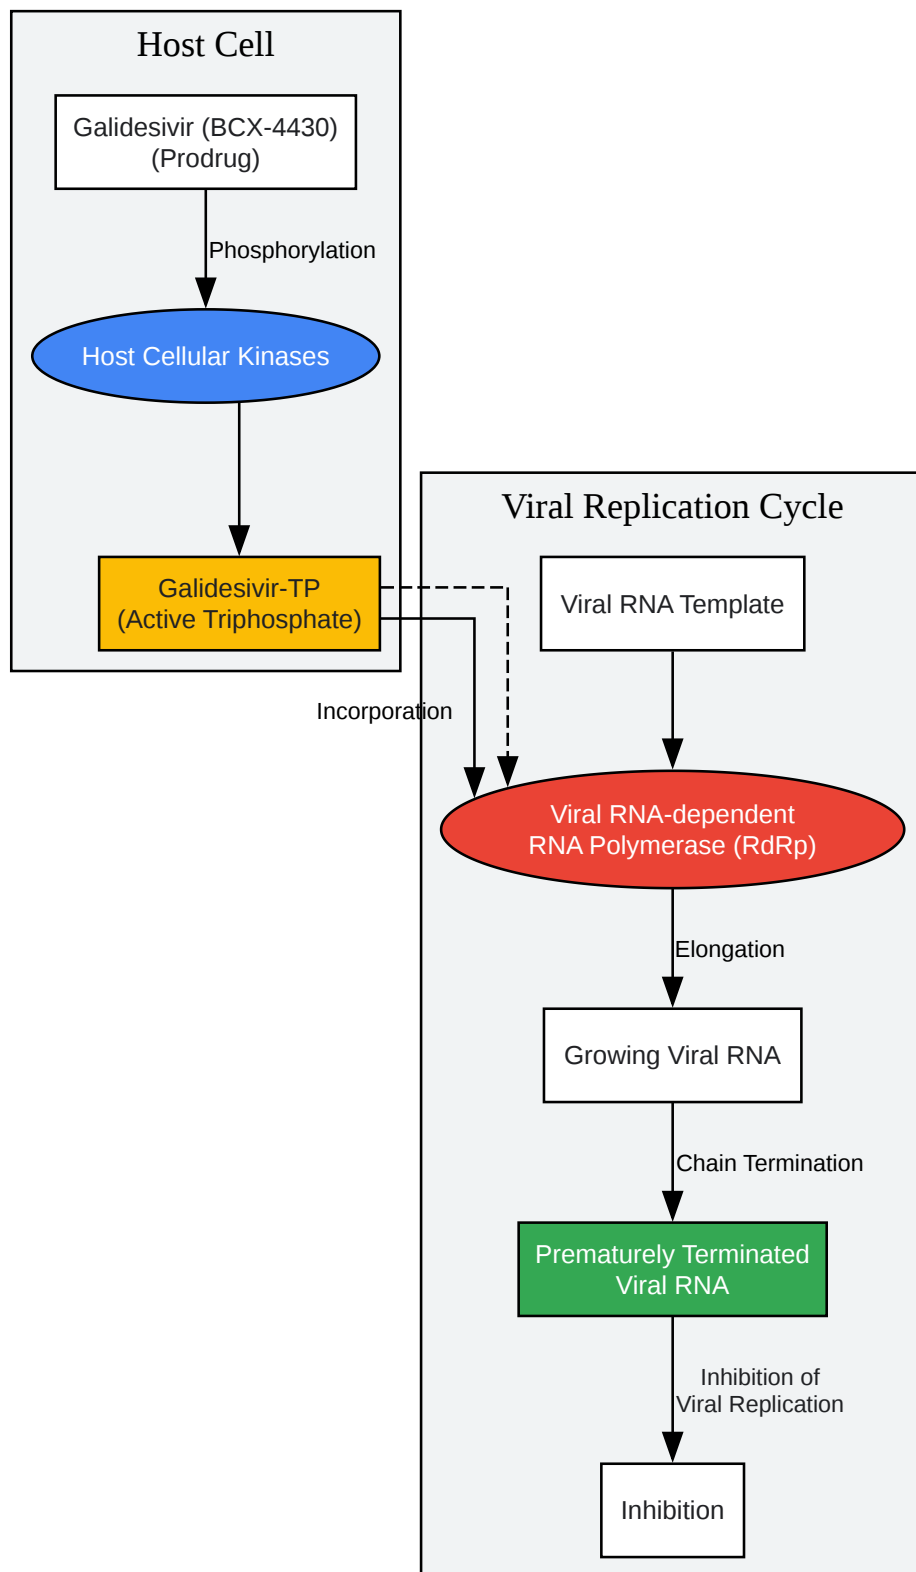 Host Cell
Galidesivir (BCX-4430)
(Prodrug)
Phosphorylation
Host Cellular Kinases
Galidesivir-TP
(Active Triphosphate)
Incorporation
Viral Replication Cycle
Viral RNA Template
Viral RNA-dependent
RNA Polymerase (RdRp)
Elongation
Growing Viral RNA
Chain Termination
Prematurely Terminated
Viral RNA
Inhibition of
Viral Replication
Inhibition